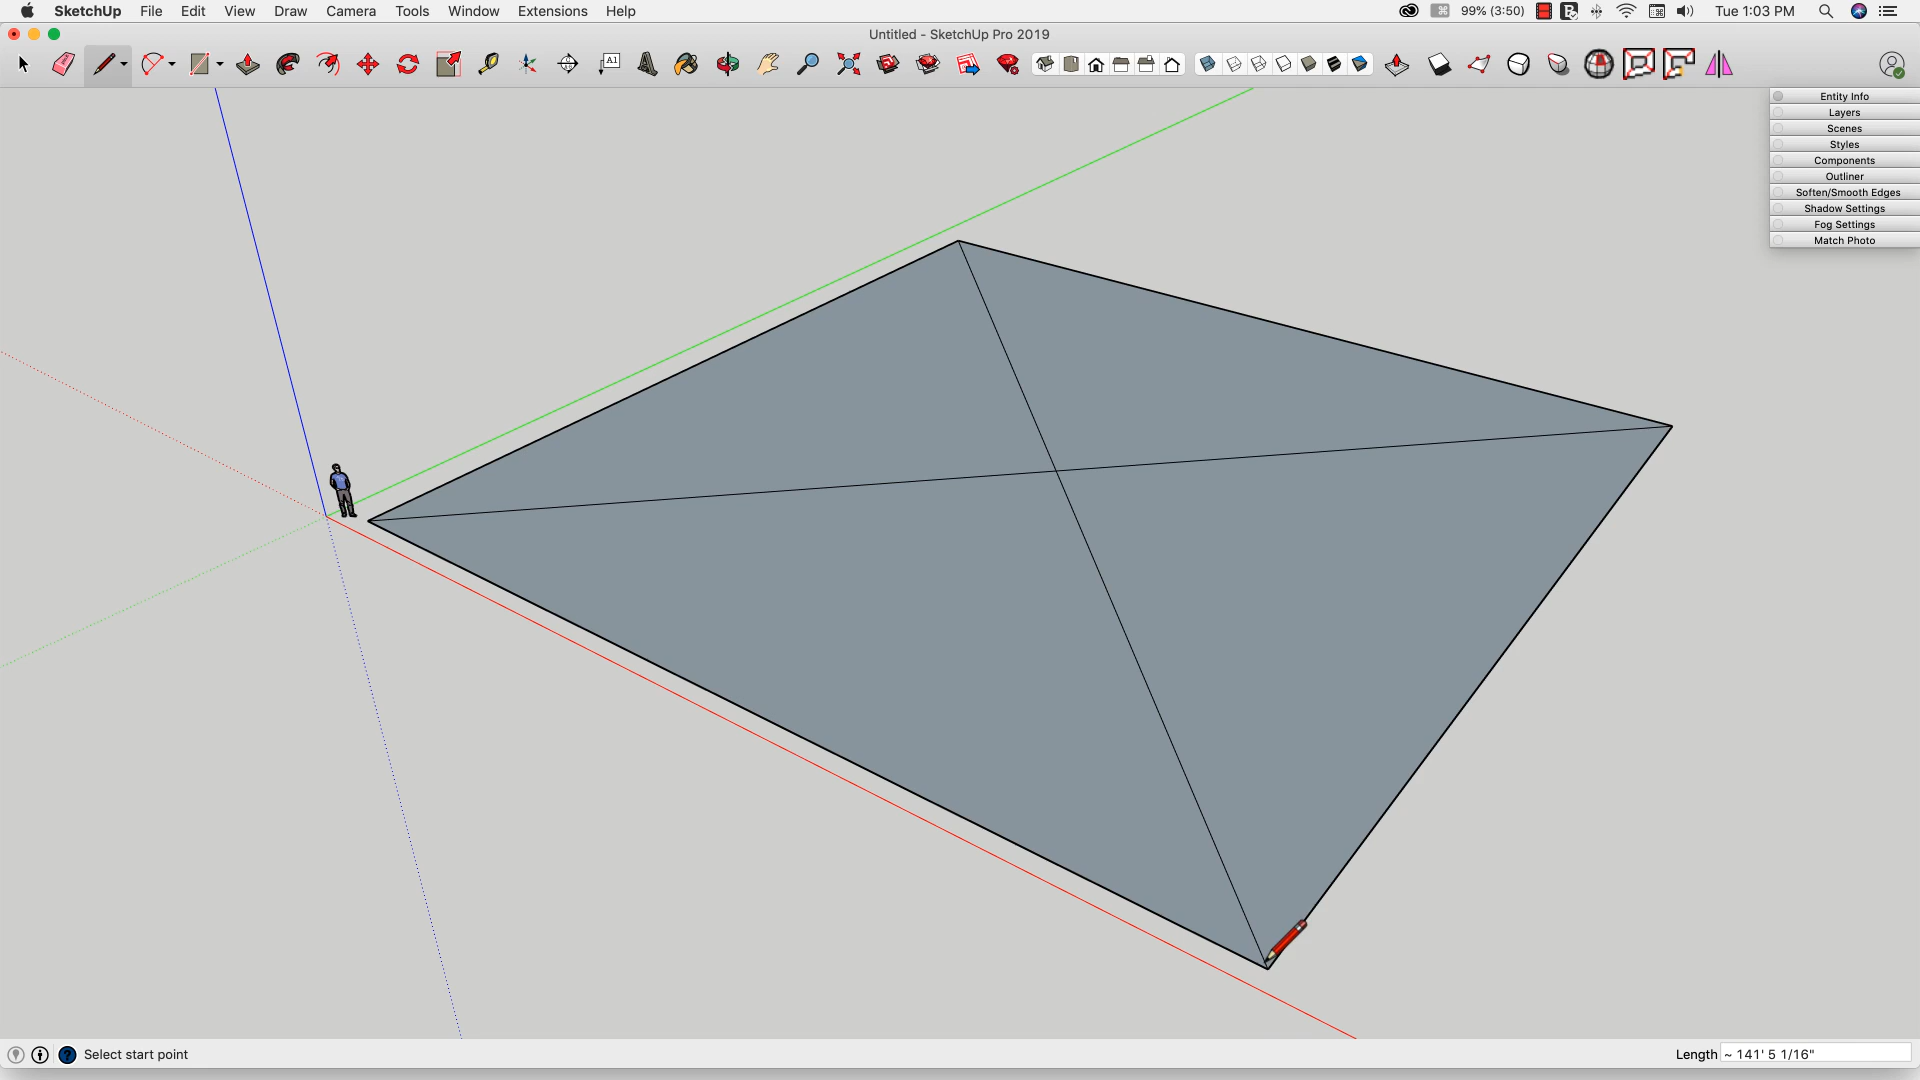 SketchUp File Edit View Draw Camera Tools Window Extensions Help 99% (3:50) Tue 1:03 PM
Untitled - SketchUp Pro 2019
A1
Entity Info
Layers
Scenes
Styles
Components
Outliner
Soften/Smooth Edges
Shadow Settings
Fog Settings
Match Photo
Select start point
Length ~ 141' 5 1/16"